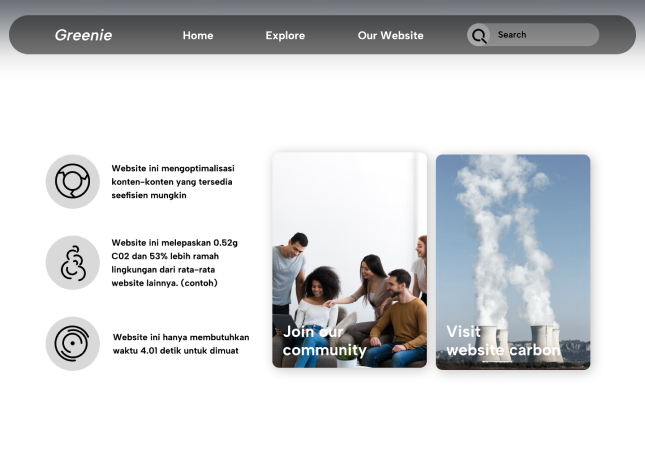 Greenie
Home
Explore
Our Website
Search
Website ini mengoptimalisasi
konten-konten yang tersedia
seefisien mungkin
Website ini melepaskan 0.52g
C02 dan 53% lebih ramah
lingkungan dari rata-rata
website lainnya. (contoh)
Website ini hanya membutuhkan
waktu 4.01 detik untuk dimuat
Join our
community
Visit
website carbon